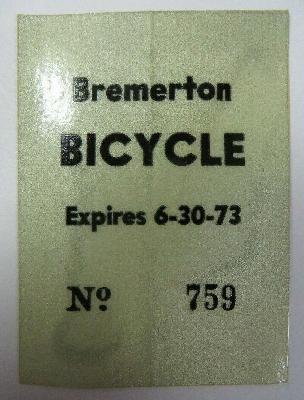 Bremerton
BICYCLE
Expires 6-30-73
Nº 759